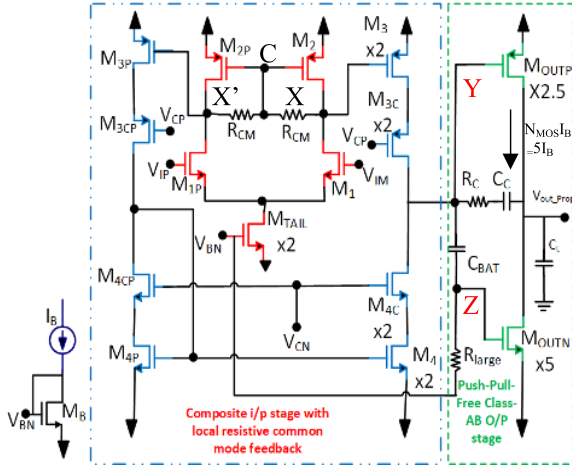 M3P
M2P
C
M2
M3
x2
X'
X
M3C
x2
VCP
M3CP
RCM
RCM
VCP
VIP
M1P
M1
VIM
MTAIL
x2
VBN
M4CP
M4C
x2
VCN
M4P
M4
x2
IB
VBN
MB
Composite i/p stage with
local resistive common
mode feedback
Y
MOUTP
X2.5
NMOSIB
=5IB
RC
CC
Vout_Prop
CL
CBAT
Z
MOUTN
x5
Rlarge
Push-Pull-
Free Class-
AB O/P
stage